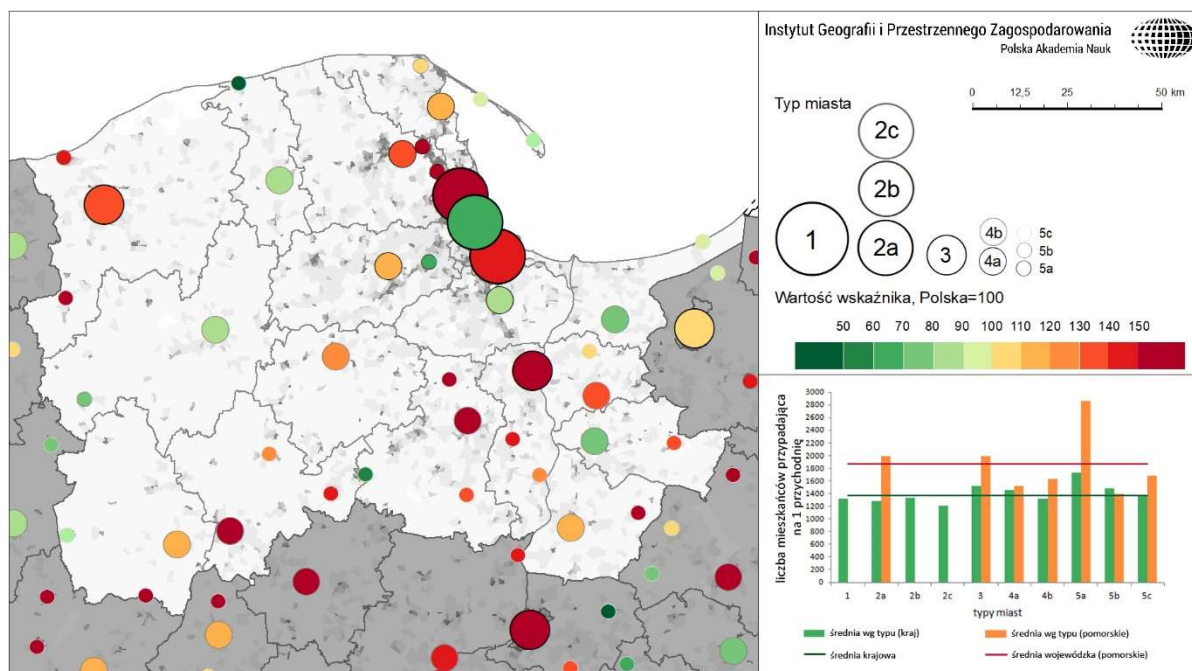 Instytut Geografii i Przestrzennego Zagospodarowania
Polska Akademia Nauk
0 12,5 25 50 km
Typ miasta
2c
2b
1
2a
3
4b
4a
5c
5b
5a
Wartość wskaźnika, Polska=100
50 60 70 80 90 100 110 120 130 140 150
liczba mieszkańców przypadająca
na 1 przychodnię
3000
2800
2600
2400
2200
2000
1800
1600
1400
1200
1000
800
600
400
200
0
1 2a 2b 2c 3 4a 4b 5a 5b 5c
typy miast
średnia wg typu (kraj)
średnia wg typu (pomorskie)
średnia krajowa
średnia wojewódzka (pomorskie)